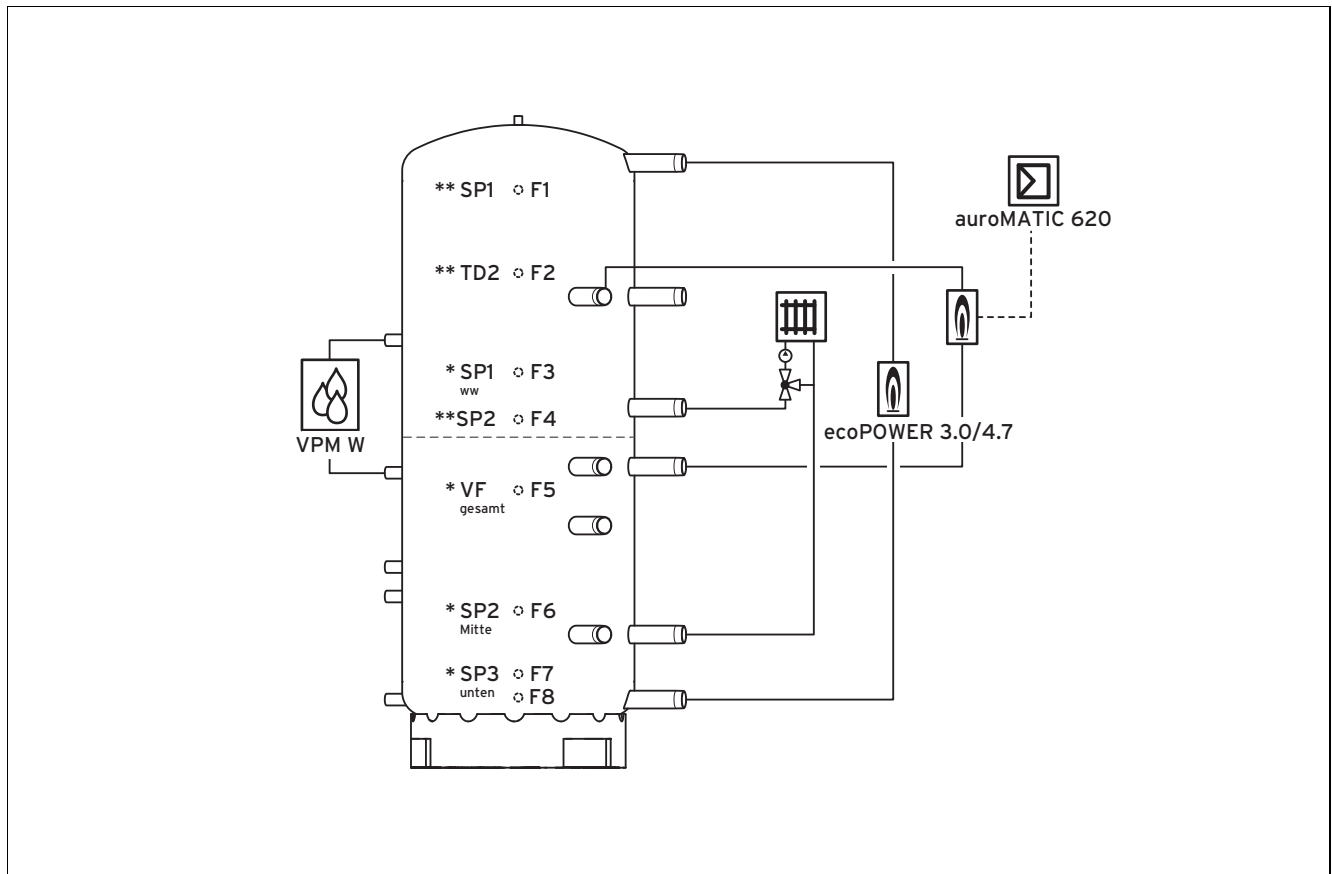 ** SP1 F1
auroMATIC 620
** TD2 F2
* SP1 F3
ww
**SP2 F4
ecoPOWER 3.0/4.7
VPM W
* VF F5
gesamt
* SP2 F6
Mitte
* SP3 F7
unten
F8